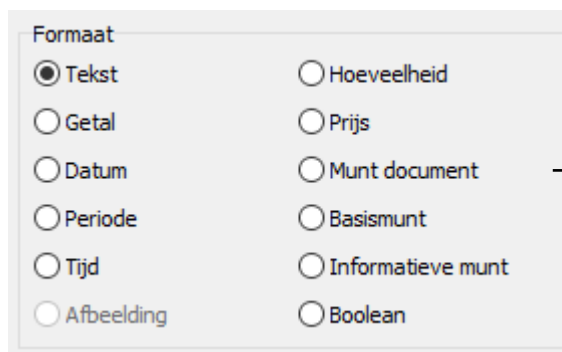 Formaat
Tekst Hoeveelheid
Getal Prijs
Datum Munt document
Periode Basismunt
Tijd Informatieve munt
Afbeelding Boolean